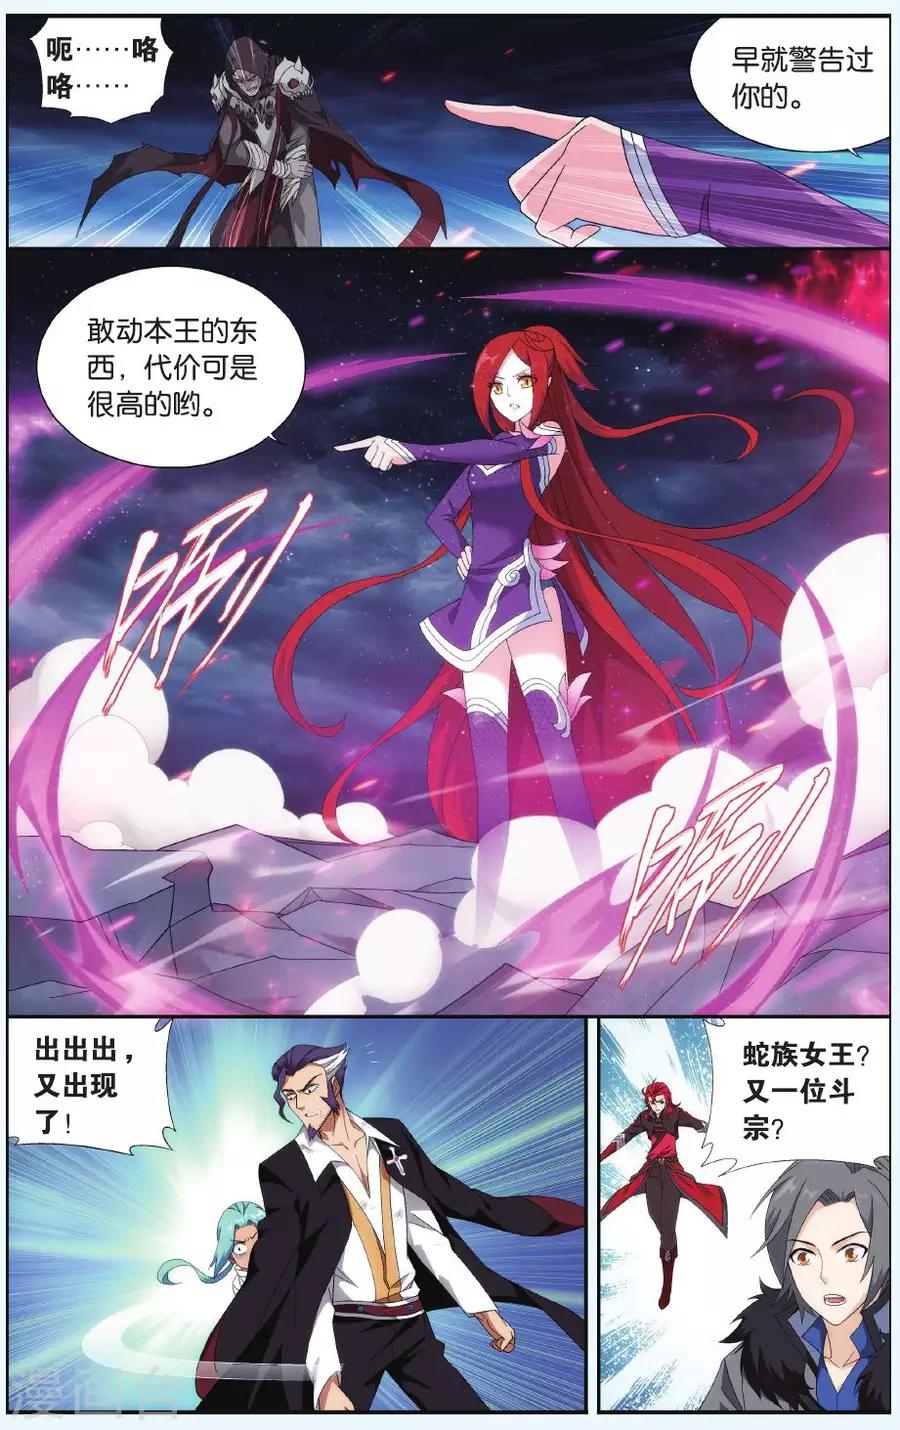 呃……咯
咯……
早就警告过
你的。
敢动本王的东
西，代价可是
很高的哟。
唰
唰
出出出，
又出现
了！
蛇族女王？
又一位斗
宗？
漫画台